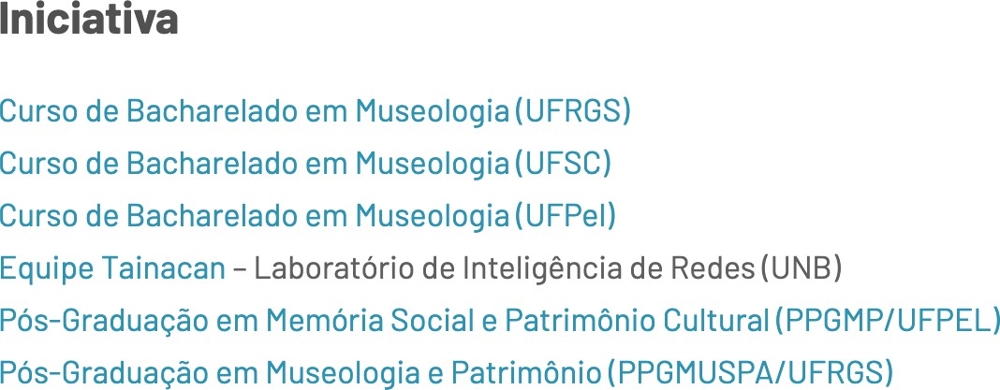 Iniciativa
Curso de Bacharelado em Museologia (UFRGS)
Curso de Bacharelado em Museologia (UFSC)
Curso de Bacharelado em Museologia (UFPel)
Equipe Tainacan – Laboratório de Inteligência de Redes (UNB)
Pós-Graduação em Memória Social e Patrimônio Cultural (PPGMP/UFPEL)
Pós-Graduação em Museologia e Patrimônio (PPGMUSPA/UFRGS)